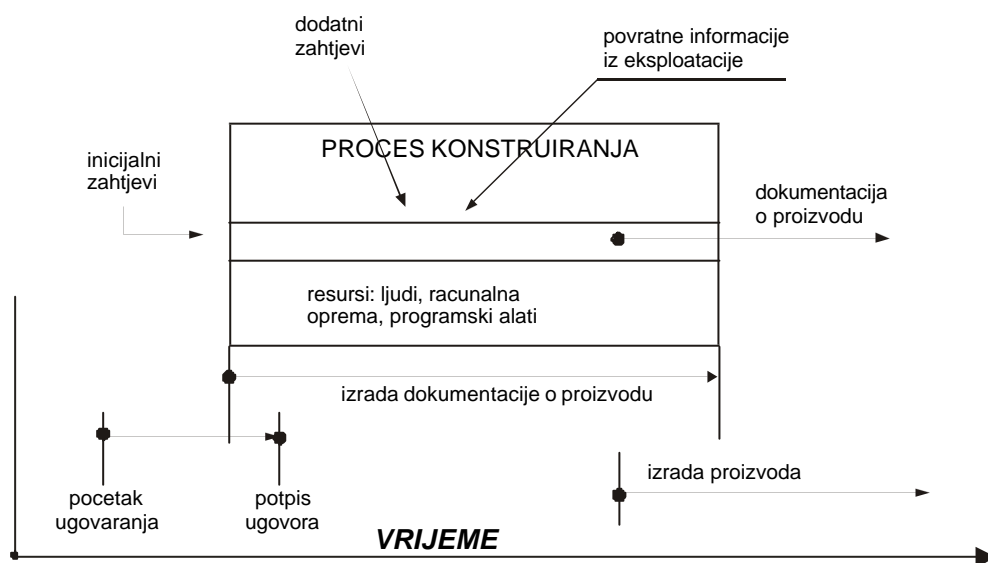 dodatni
zahtjevi
povratne informacije
iz eksploatacije
PROCES KONSTRUIRANJA
inicijalni
zahtjevi
dokumentacija
o proizvodu
resursi: ljudi, racunalna
oprema, programski alati
izrada dokumentacije o proizvodu
izrada proizvoda
pocetak
ugovaranja
potpis
ugovora
VRIJEME